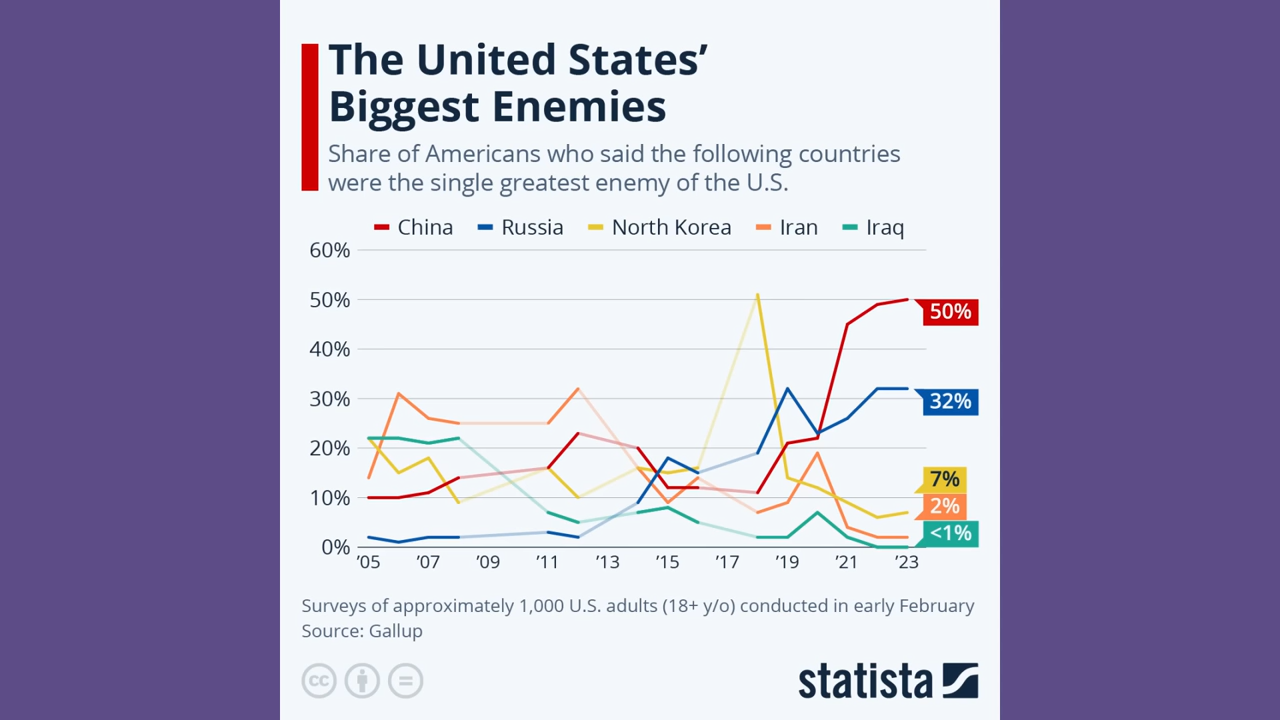 The United States’
Biggest Enemies
Share of Americans who said the following countries
were the single greatest enemy of the U.S.
China Russia North Korea Iran Iraq
60%
50%
40%
30%
20%
10%
0%
50%
32%
7%
2%
<1%
’05 ’07 ’09 ’11 ’13 ’15 ’17 ’19 ’21 ’23
Surveys of approximately 1,000 U.S. adults (18+ y/o) conducted in early February
Source: Gallup
cc
statista